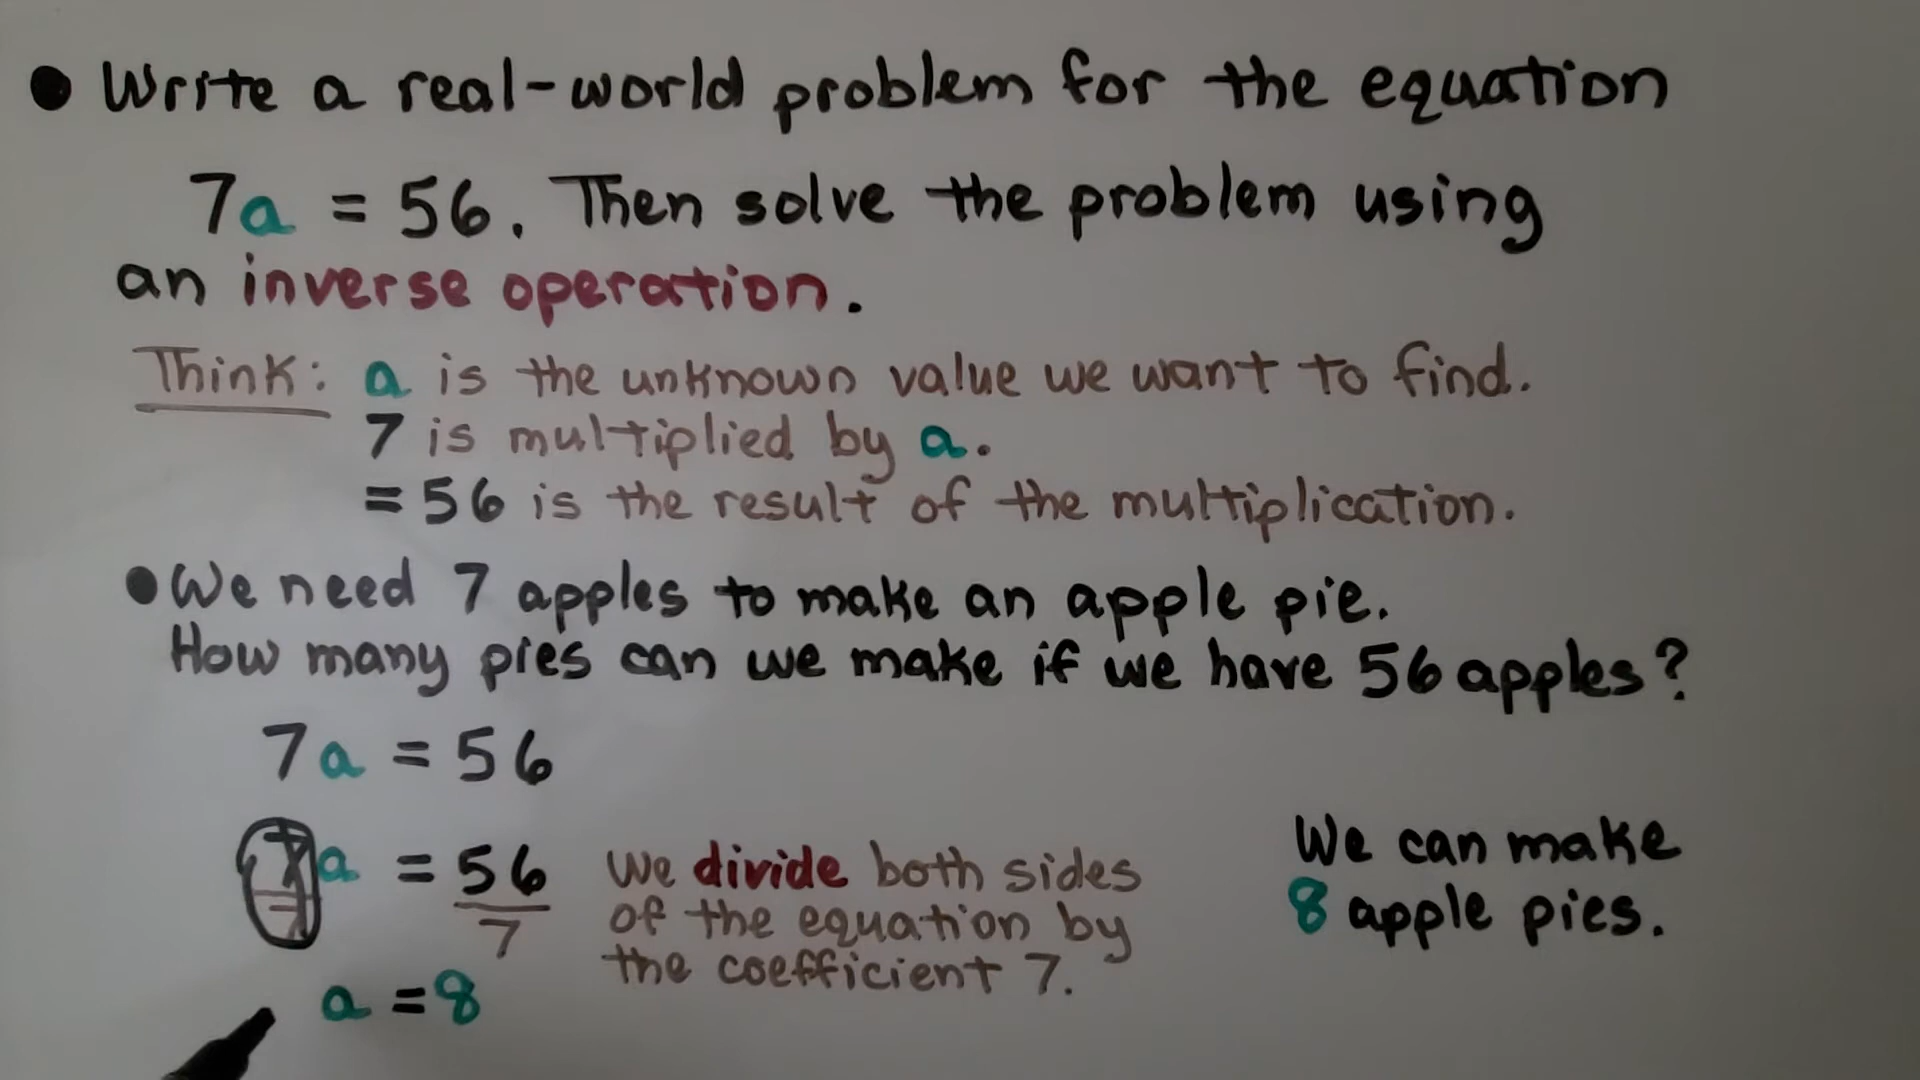 • Write a real-world problem for the equation
7a = 56. Then solve the problem using
an inverse operation.
Think: a is the unknown value we want to find.
7 is multiplied by a.
= 56 is the result of the multiplication.
• We need 7 apples to make an apple pie.
How many pies can we make if we have 56 apples?
7a = 56
7a = 56
7 7
We divide both sides
of the equation by
the coefficient 7.
a = 8
We can make
8 apple pies.